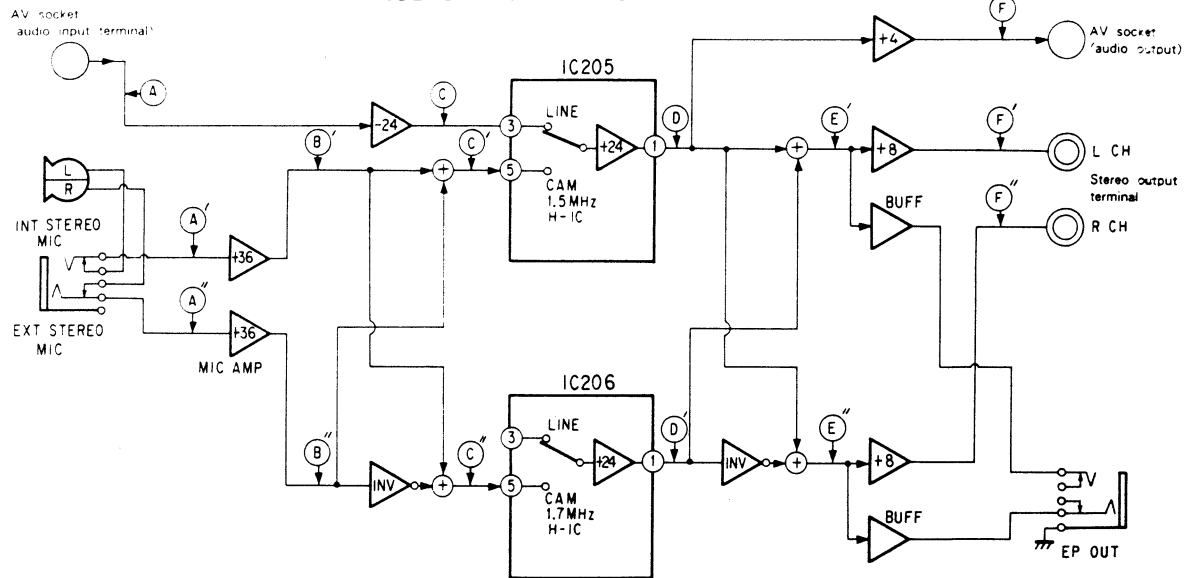 AV socket
audio input terminal)
A
-24
C
B'
C'
L
R
INT STEREO
MIC
A'
+36
A"
+36
EXT STEREO
MIC
MIC AMP
B"
INV
+
+
C"
IC205
LINE
3
+24
1
5
CAM
1.5MHz
H-IC
IC206
3
LINE
+24
1
5
CAM
1.7MHz
H-IC
D
D'
INV
+
+
E'
E"
+4
F
AV socket
(audio output)
+8
F'
L CH
Stereo output
terminal
F"
R CH
BUFF
+8
BUFF
EP OUT